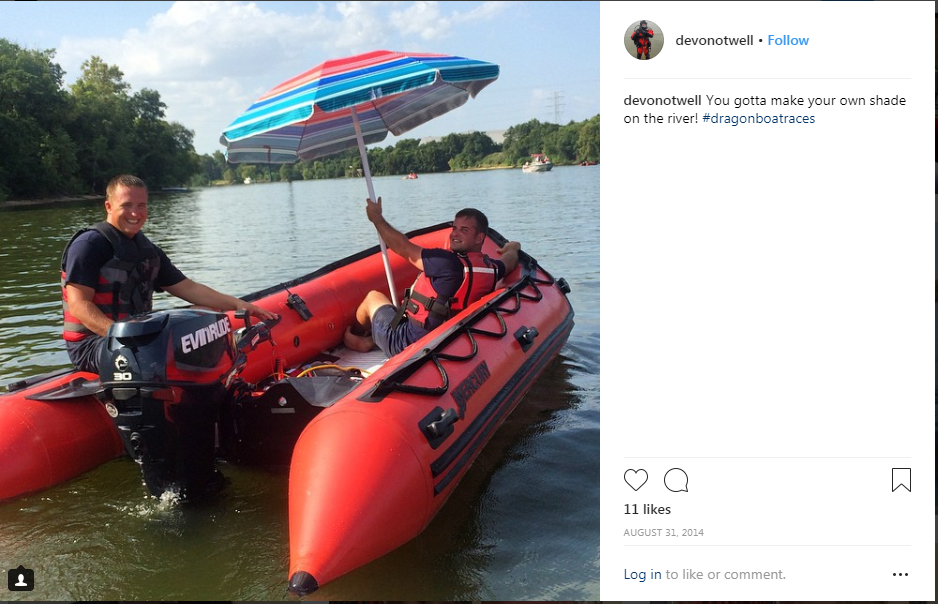 devonotwell • Follow
devonotwell You gotta make your own shade
on the river! #dragonboatraces
EVINRUDE
30
MERCURY
11 likes
AUGUST 31, 2014
Log in to like or comment.